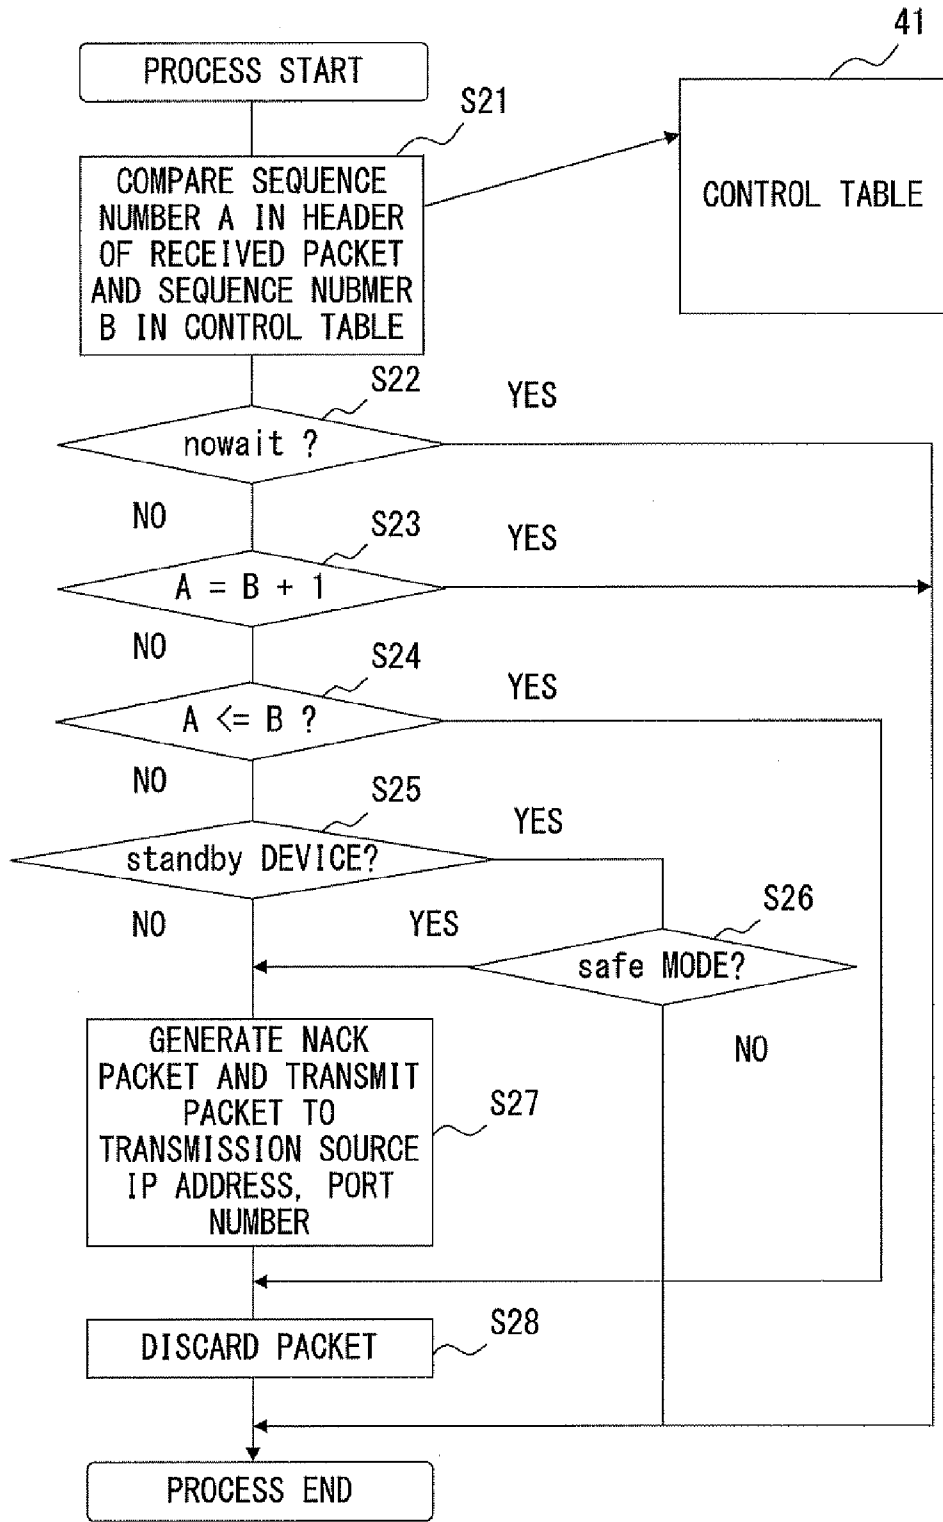 PROCESS START
41
S21
COMPARE SEQUENCE
NUMBER A IN HEADER
OF RECEIVED PACKET
AND SEQUENCE NUBMER
B IN CONTROL TABLE
CONTROL TABLE
S22
YES
nowait ?
NO
S23
YES
A = B + 1
NO
S24
YES
A <= B ?
NO
S25
YES
standby DEVICE?
NO
YES
S26
safe MODE?
NO
GENERATE NACK
PACKET AND TRANSMIT
PACKET TO
TRANSMISSION SOURCE
IP ADDRESS, PORT
NUMBER
S27
S28
DISCARD PACKET
PROCESS END